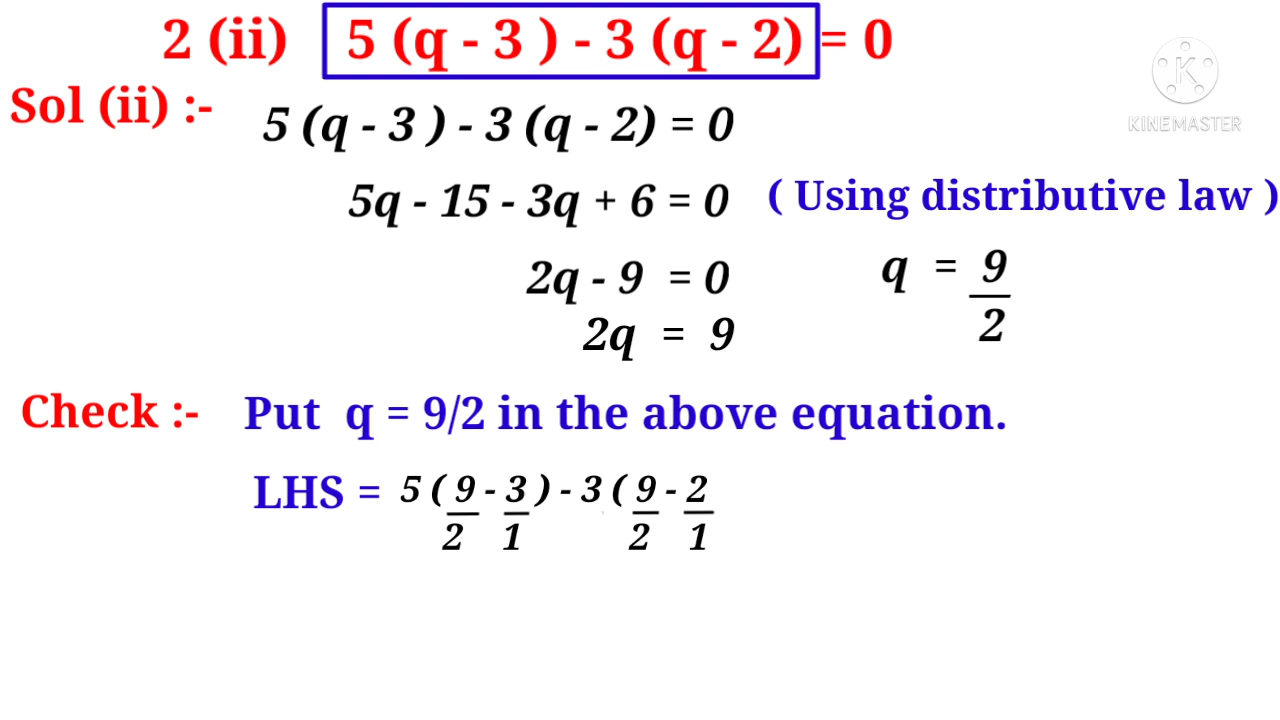 2 (ii) 5 (q - 3 ) - 3 (q - 2) = 0
KINEMASTER
Sol (ii) :-
5 (q - 3 ) - 3 (q - 2) = 0
5q - 15 - 3q + 6 = 0 ( Using distributive law )
2q - 9 = 0
q = 9/2
2q = 9
Check :- Put q = 9/2 in the above equation.
LHS = 5 ( 9/2 - 3/1 ) - 3 ( 9/2 - 2/1